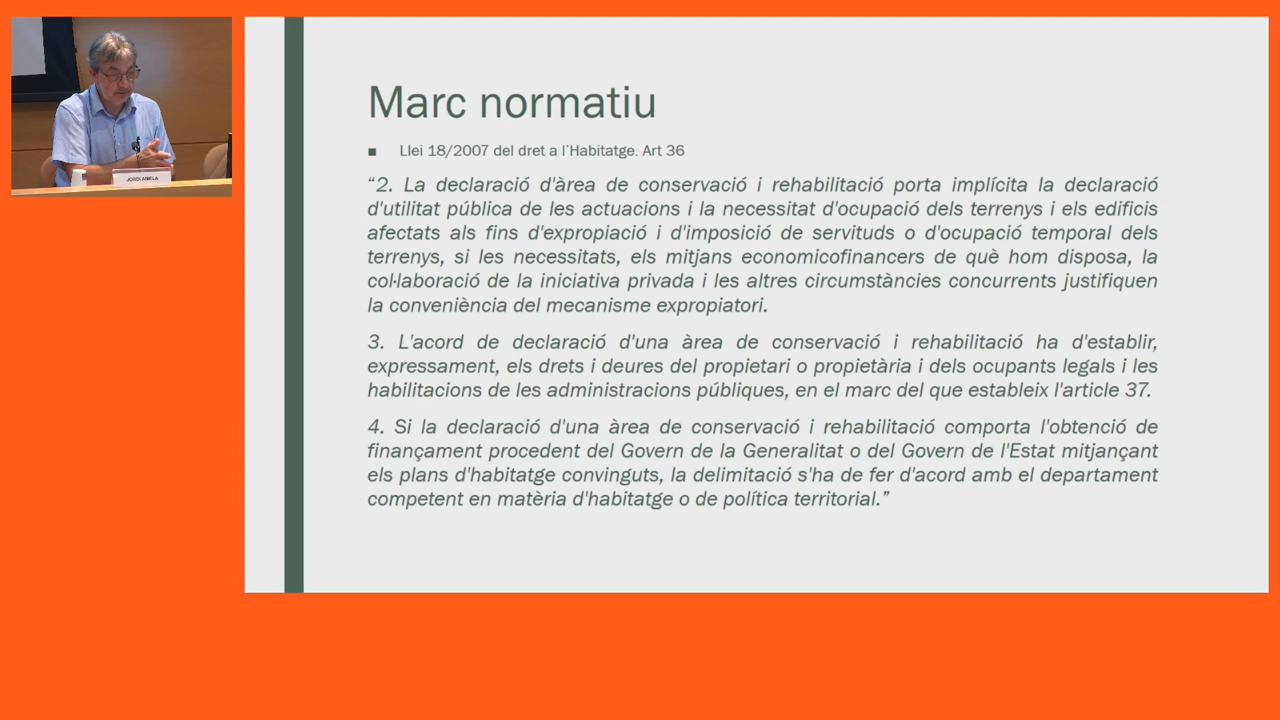 Marc normatiu
■ Llei 18/2007 del dret a l´Habitatge. Art 36
“2. La declaració d'àrea de conservació i rehabilitació porta implícita la declaració
d'utilitat pública de les actuacions i la necessitat d'ocupació dels terrenys i els edificis
afectats als fins d'expropiació i d'imposició de servituds o d'ocupació temporal dels
terrenys, si les necessitats, els mitjans economicofinancers de què hom disposa, la
col·laboració de la iniciativa privada i les altres circumstàncies concurrents justifiquen
la conveniència del mecanisme expropiatori.
3. L'acord de declaració d'una àrea de conservació i rehabilitació ha d'establir,
expressament, els drets i deures del propietari o propietària i dels ocupants legals i les
habilitacions de les administracions públiques, en el marc del que estableix l'article 37.
4. Si la declaració d'una àrea de conservació i rehabilitació comporta l'obtenció de
finançament procedent del Govern de la Generalitat o del Govern de l'Estat mitjançant
els plans d'habitatge convinguts, la delimitació s'ha de fer d'acord amb el departament
competent en matèria d'habitatge o de política territorial.”
JORDI ABELA